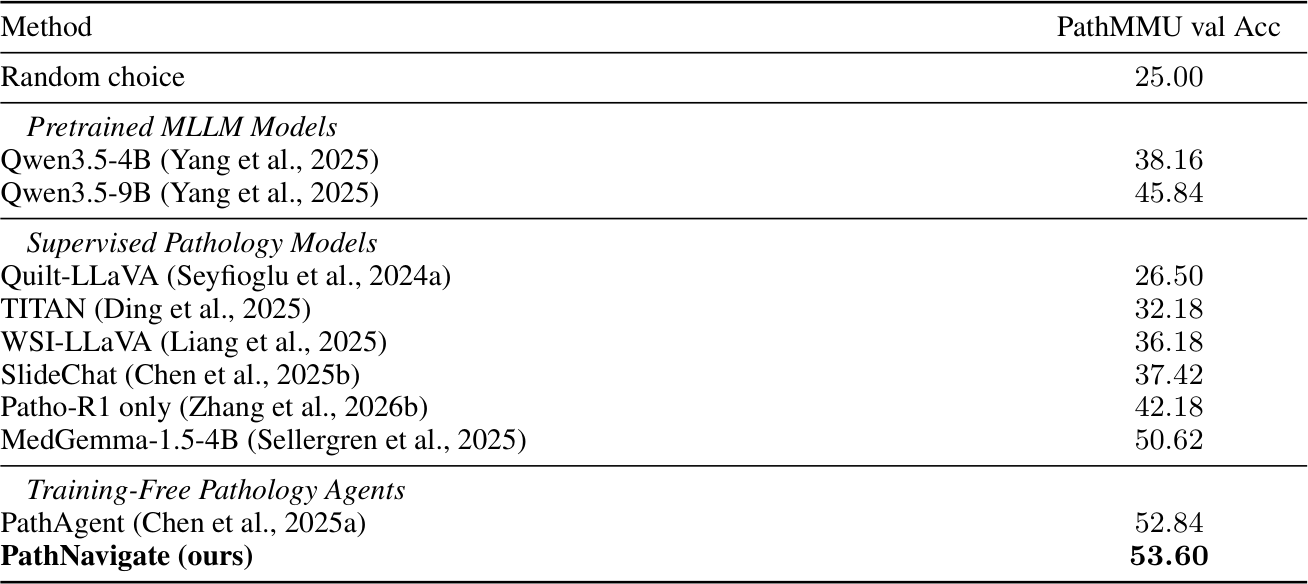 Method PathMMU val Acc
Random choice 25.00
Pretrained MLLM Models
Qwen3.5-4B (Yang et al., 2025) 38.16
Qwen3.5-9B (Yang et al., 2025) 45.84
Supervised Pathology Models
Quilt-LLaVA (Seyfioglu et al., 2024a) 26.50
TITAN (Ding et al., 2025) 32.18
WSI-LLaVA (Liang et al., 2025) 36.18
SlideChat (Chen et al., 2025b) 37.42
Patho-R1 only (Zhang et al., 2026b) 42.18
MedGemma-1.5-4B (Sellergren et al., 2025) 50.62
Training-Free Pathology Agents
PathAgent (Chen et al., 2025a) 52.84
PathNavigate (ours) 53.60